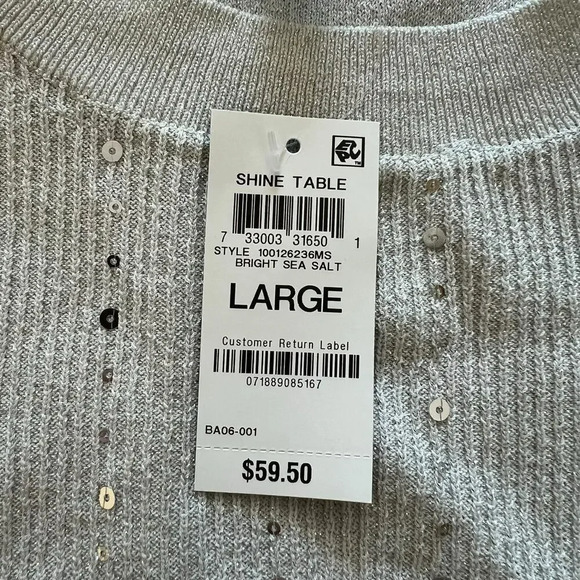 EPC™
SHINE TABLE
7 33003 31650 1
STYLE 100126236MS
BRIGHT SEA SALT
LARGE
Customer Return Label
071889085167
BA06-001
$59.50